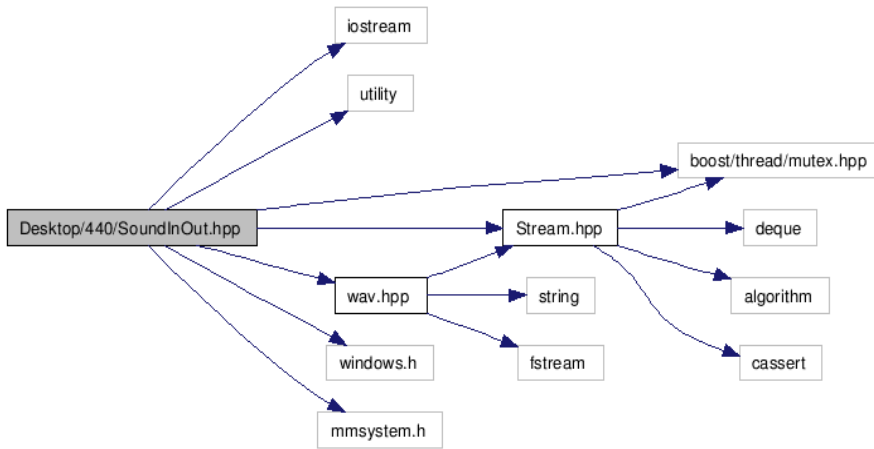 iostream
utility
boost/thread/mutex.hpp
Desktop/440/SoundInOut.hpp
Stream.hpp
deque
wav.hpp
string
algorithm
windows.h
fstream
cassert
mmsystem.h